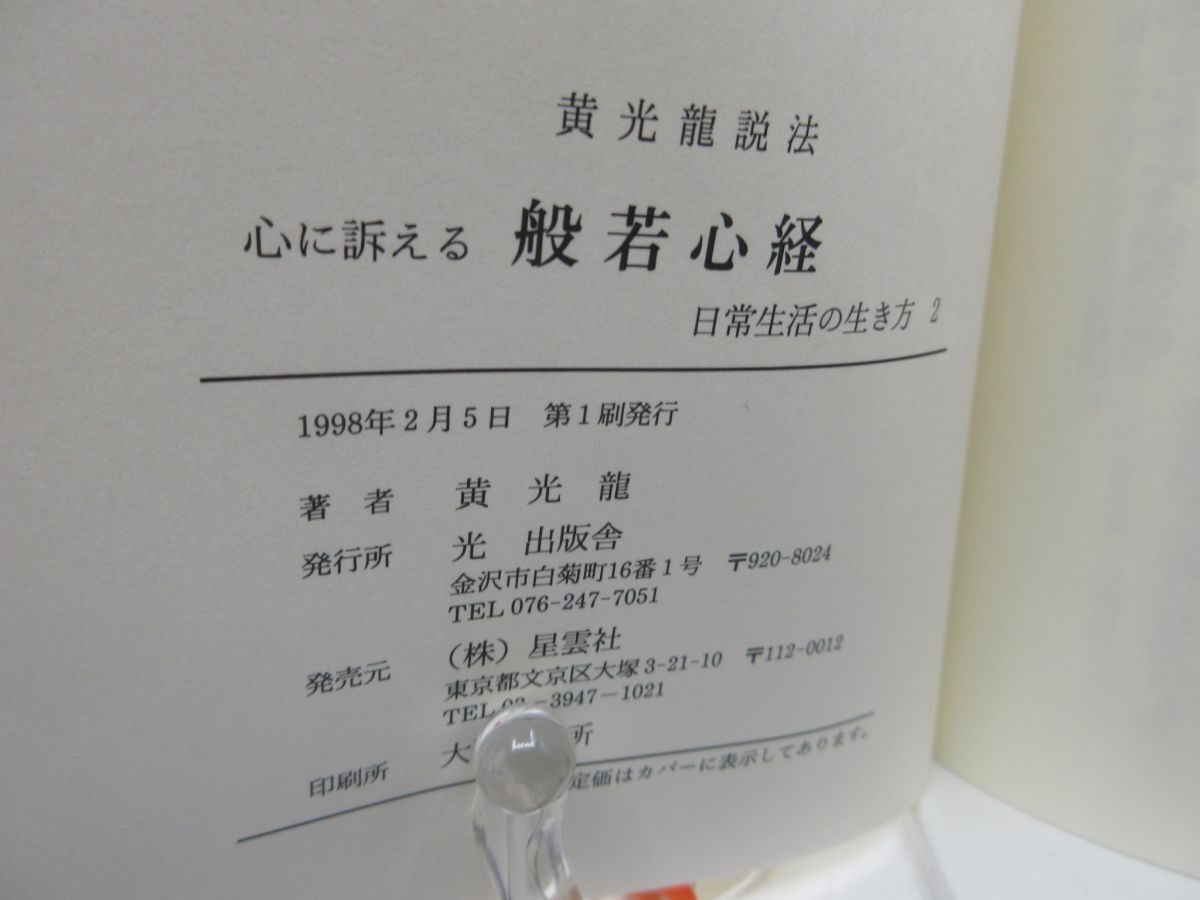 黄光龍説法
心に訴える 般若心経
日常生活の生き方 2
1998年2月5日 第1刷発行
著者 黄光龍
発行所 光 出版舎
金沢市白菊町16番1号 〒920-8024
TEL 076-247-7051
発売元 (株)星雲社
東京都文京区大塚3-21-10 〒112-0012
TEL 03-3947-1021
印刷所 大 所
定価はカバーに表示してあります。